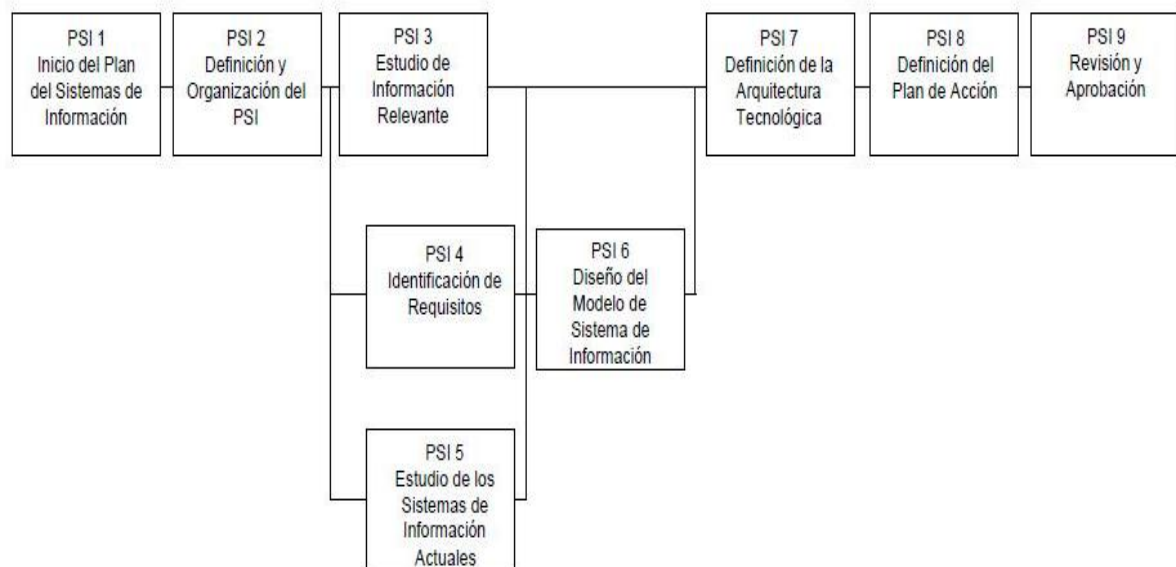 PSI 1
Inicio del Plan
del Sistemas de
Información
PSI 2
Definición y
Organización del
PSI
PSI 3
Estudio de
Información
Relevante
PSI 7
Definición de la
Arquitectura
Tecnológica
PSI 8
Definición del
Plan de Acción
PSI 9
Revisión y
Aprobación
PSI 4
Identificación de
Requisitos
PSI 6
Diseño del
Modelo de
Sistema de
Información
PSI 5
Estudio de los
Sistemas de
Información
Actuales